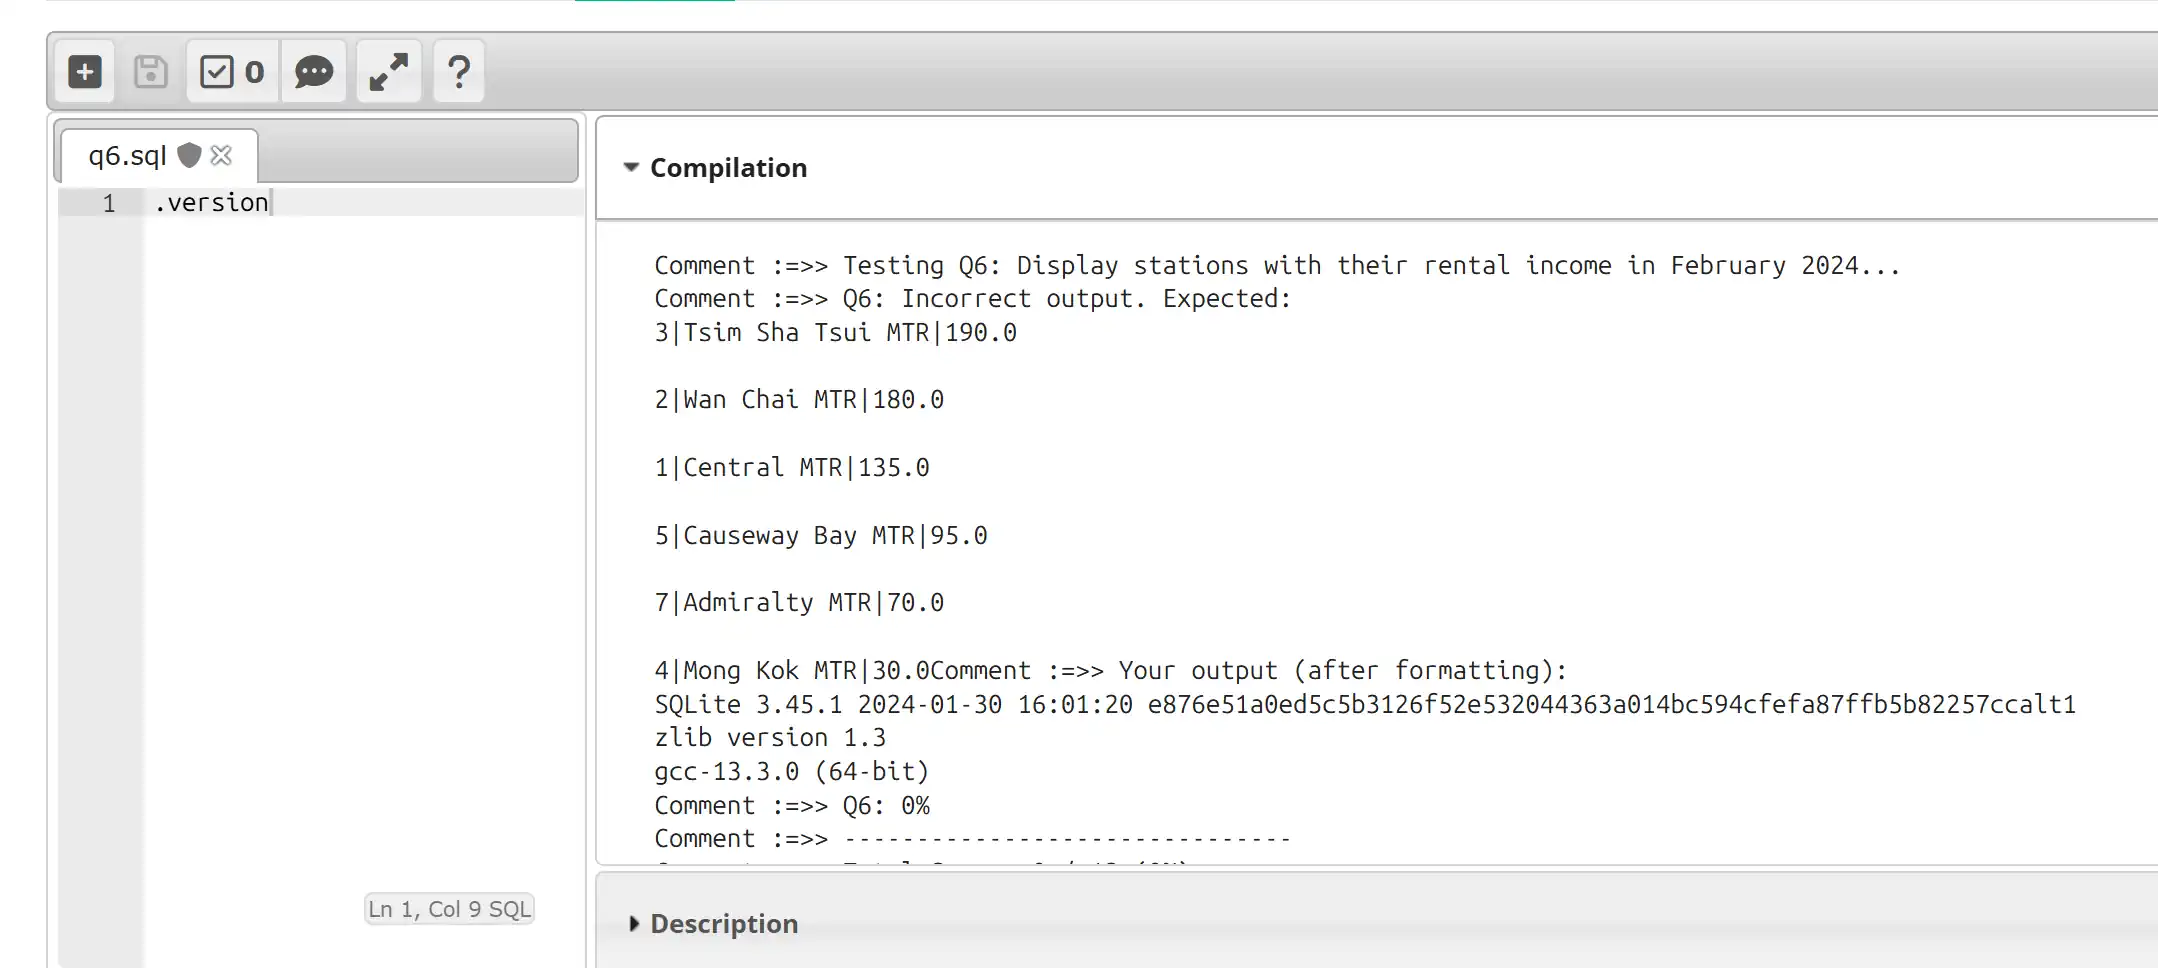 0
?
q6.sql
1 .version
Ln 1, Col 9 SQL
Compilation
Comment :=>> Testing Q6: Display stations with their rental income in February 2024...
Comment :=>> Q6: Incorrect output. Expected:
3|Tsim Sha Tsui MTR|190.0
2|Wan Chai MTR|180.0
1|Central MTR|135.0
5|Causeway Bay MTR|95.0
7|Admiralty MTR|70.0
4|Mong Kok MTR|30.0Comment :=>> Your output (after formatting):
SQLite 3.45.1 2024-01-30 16:01:20 e876e51a0ed5c5b3126f52e532044363a014bc594cfefa87ffb5b82257ccalt1
zlib version 1.3
gcc-13.3.0 (64-bit)
Comment :=>> Q6: 0%
Comment :=>> -------------------------------
Description